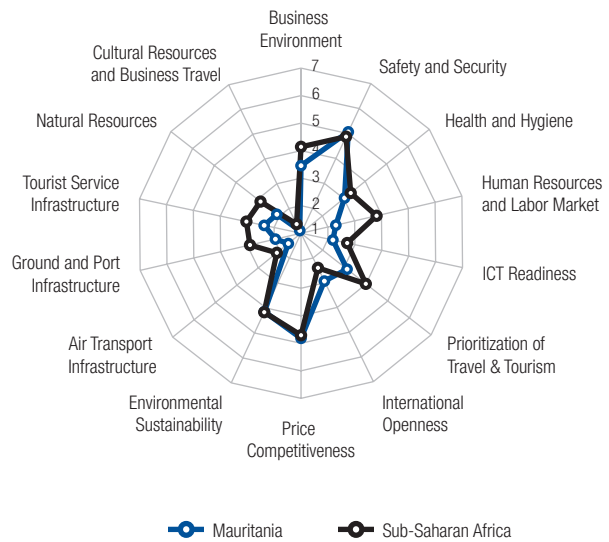 Business
Environment
Safety and Security
Health and Hygiene
Human Resources
and Labor Market
ICT Readiness
Prioritization of
Travel & Tourism
International
Openness
Price
Competitiveness
Environmental
Sustainability
Air Transport
Infrastructure
Ground and Port
Infrastructure
Tourist Service
Infrastructure
Natural Resources
Cultural Resources
and Business Travel
7
6
5
4
3
2
1
Mauritania
Sub-Saharan Africa